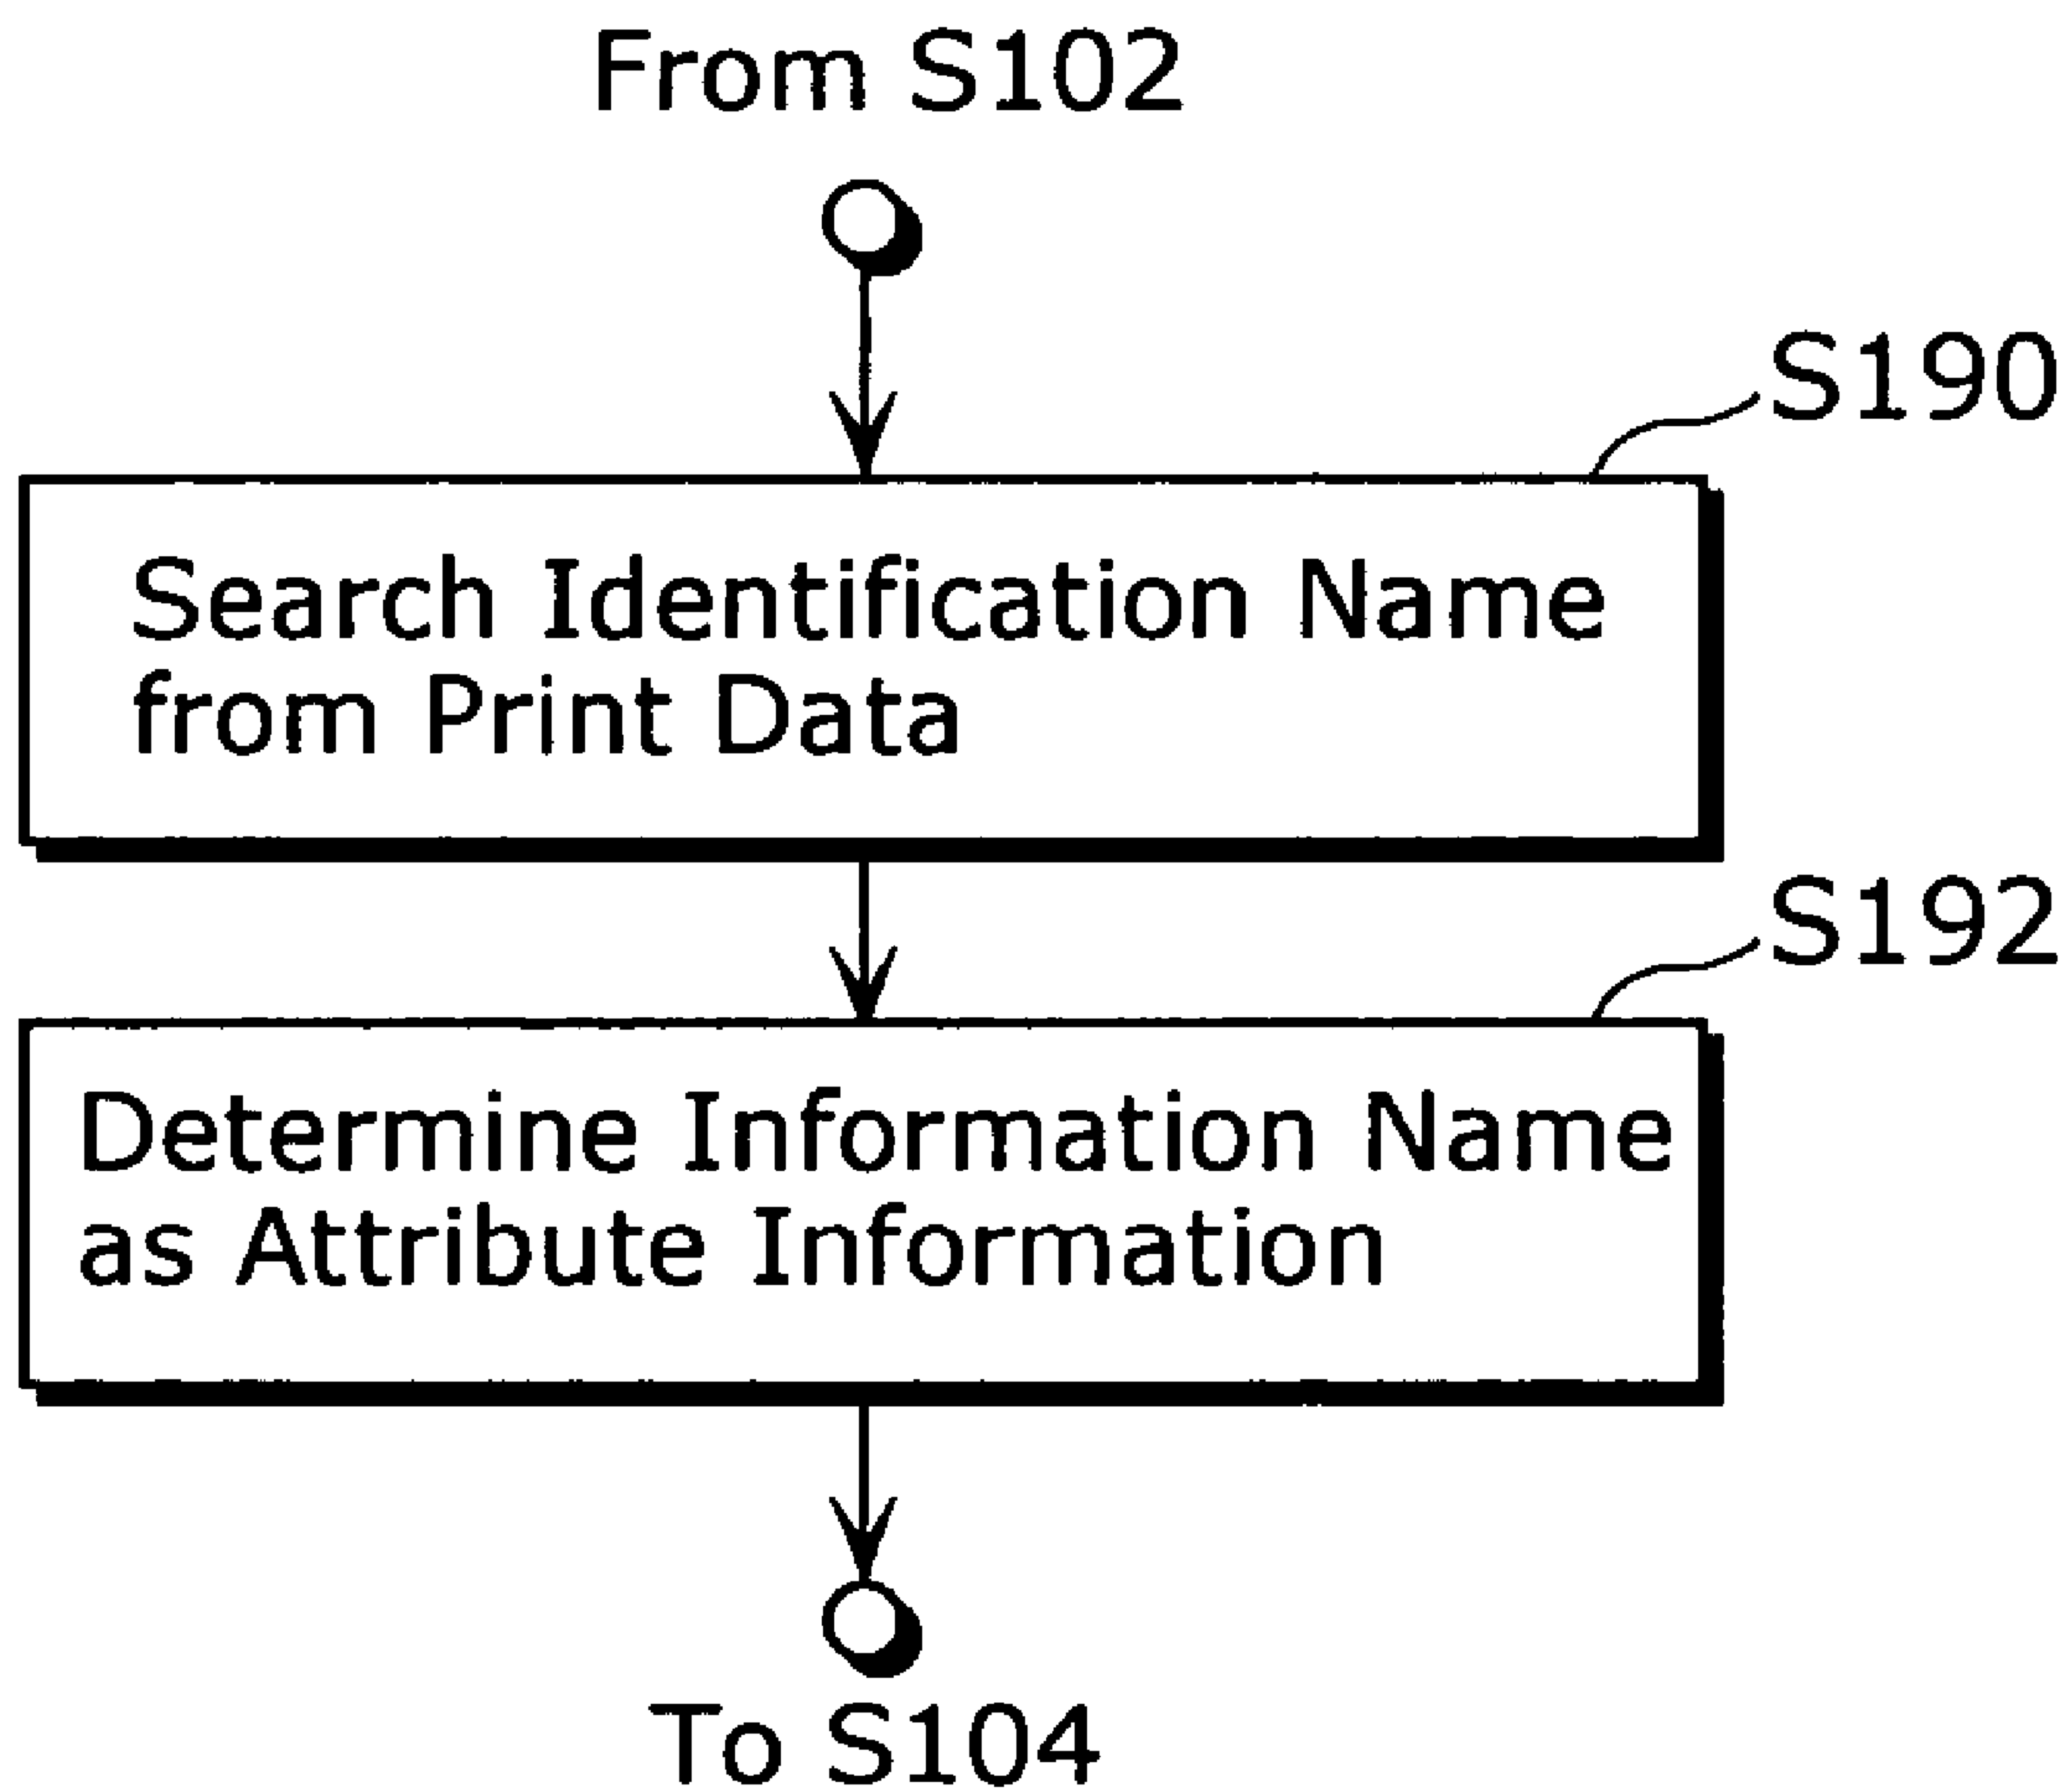 From S102
S190
Search Identification Name
from Print Data
S192
Determine Information Name
as Attribute Information
To S104